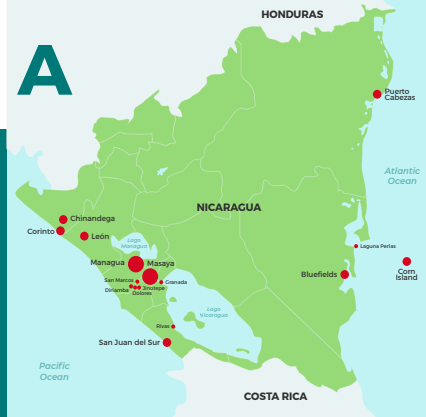 HONDURAS
A
Puerto
Cabezas
Atlantic
Ocean
NICARAGUA
Chinandega
Corinto
León
Lago
Managua
Laguna Perlas
Managua
Masaya
Corn
Island
Bluefields
San Marcos
Granada
Diriamba
Jinotepe
Dolores
Lago
Nicaragua
Rivas
San Juan del Sur
Pacific
Ocean
COSTA RICA